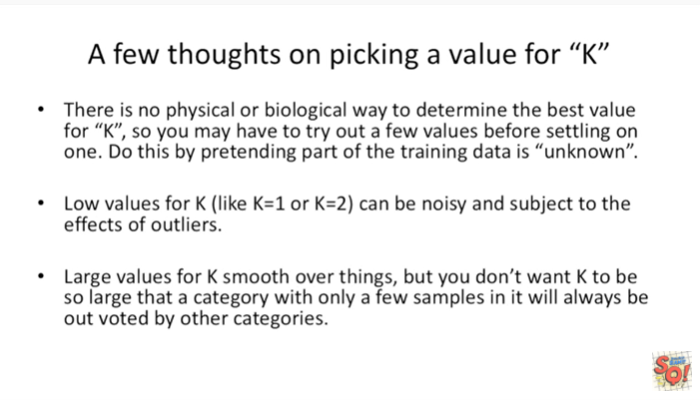 A few thoughts on picking a value for “K”
• There is no physical or biological way to determine the best value
for “K”, so you may have to try out a few values before settling on
one. Do this by pretending part of the training data is “unknown”.
• Low values for K (like K=1 or K=2) can be noisy and subject to the
effects of outliers.
• Large values for K smooth over things, but you don’t want K to be
so large that a category with only a few samples in it will always be
out voted by other categories.
SQ!